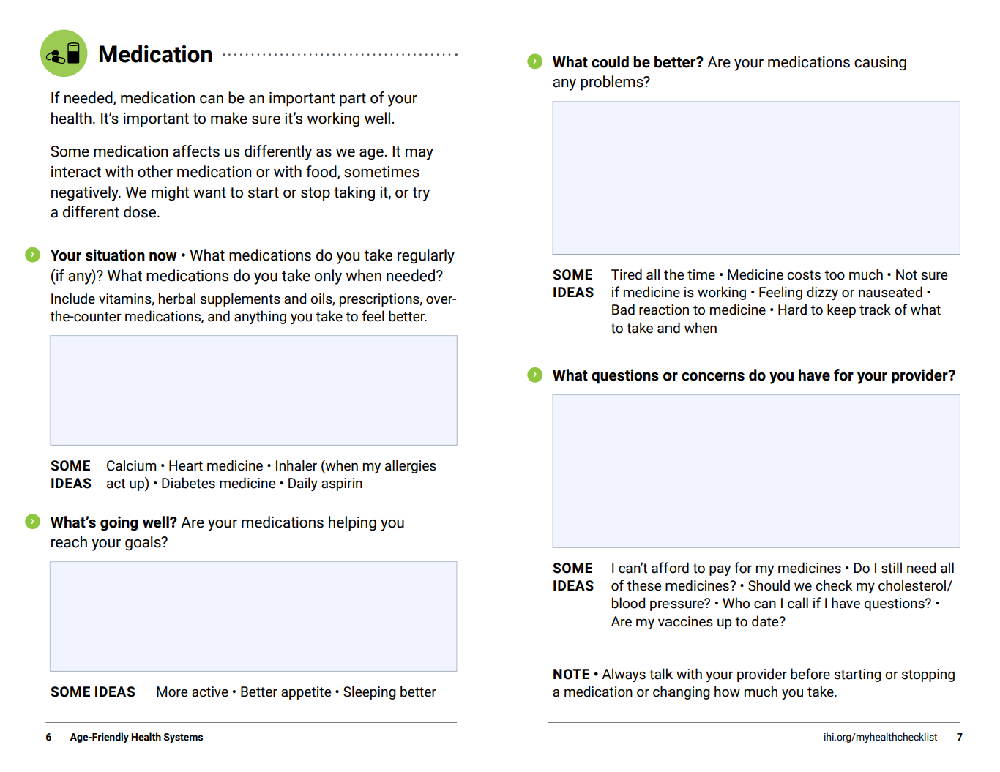 Medication
If needed, medication can be an important part of your
health. It’s important to make sure it’s working well.
Some medication affects us differently as we age. It may
interact with other medication or with food, sometimes
negatively. We might want to start or stop taking it, or try
a different dose.
Your situation now • What medications do you take regularly
(if any)? What medications do you take only when needed?
Include vitamins, herbal supplements and oils, prescriptions, over-
the-counter medications, and anything you take to feel better.
SOME IDEAS Calcium • Heart medicine • Inhaler (when my allergies
act up) • Diabetes medicine • Daily aspirin
What’s going well? Are your medications helping you
reach your goals?
SOME IDEAS More active • Better appetite • Sleeping better
6 Age-Friendly Health Systems
What could be better? Are your medications causing
any problems?
SOME IDEAS Tired all the time • Medicine costs too much • Not sure
if medicine is working • Feeling dizzy or nauseated •
Bad reaction to medicine • Hard to keep track of what
to take and when
What questions or concerns do you have for your provider?
SOME IDEAS I can’t afford to pay for my medicines • Do I still need all
of these medicines? • Should we check my cholesterol/
blood pressure? • Who can I call if I have questions? •
Are my vaccines up to date?
NOTE • Always talk with your provider before starting or stopping
a medication or changing how much you take.
ihi.org/myhealthchecklist 7